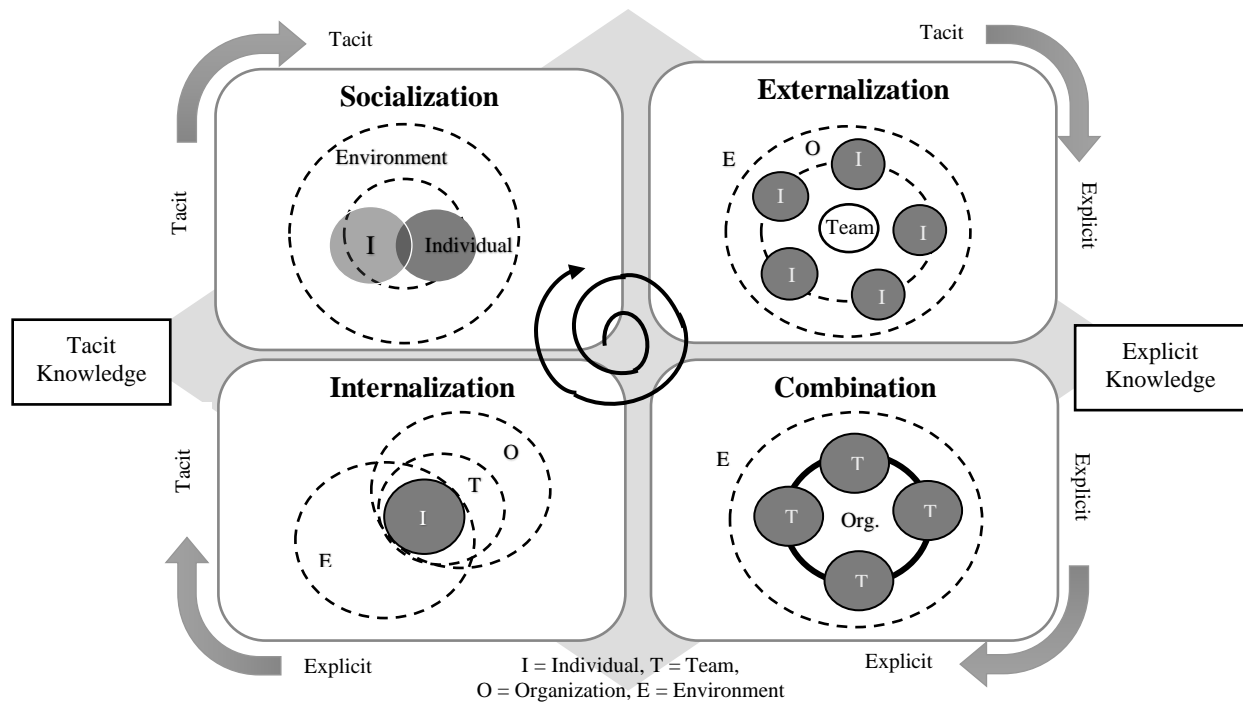 Tacit
Tacit
Socialization
Environment
I
Individual
Tacit
Explicit
Externalization
E
O
I
I
I
I
I
Team
Tacit
Knowledge
Explicit
Knowledge
Tacit
Explicit
Internalization
O
T
I
E
Explicit
Explicit
Combination
E
T
T
T
T
Org.
I = Individual, T = Team,
O = Organization, E = Environment